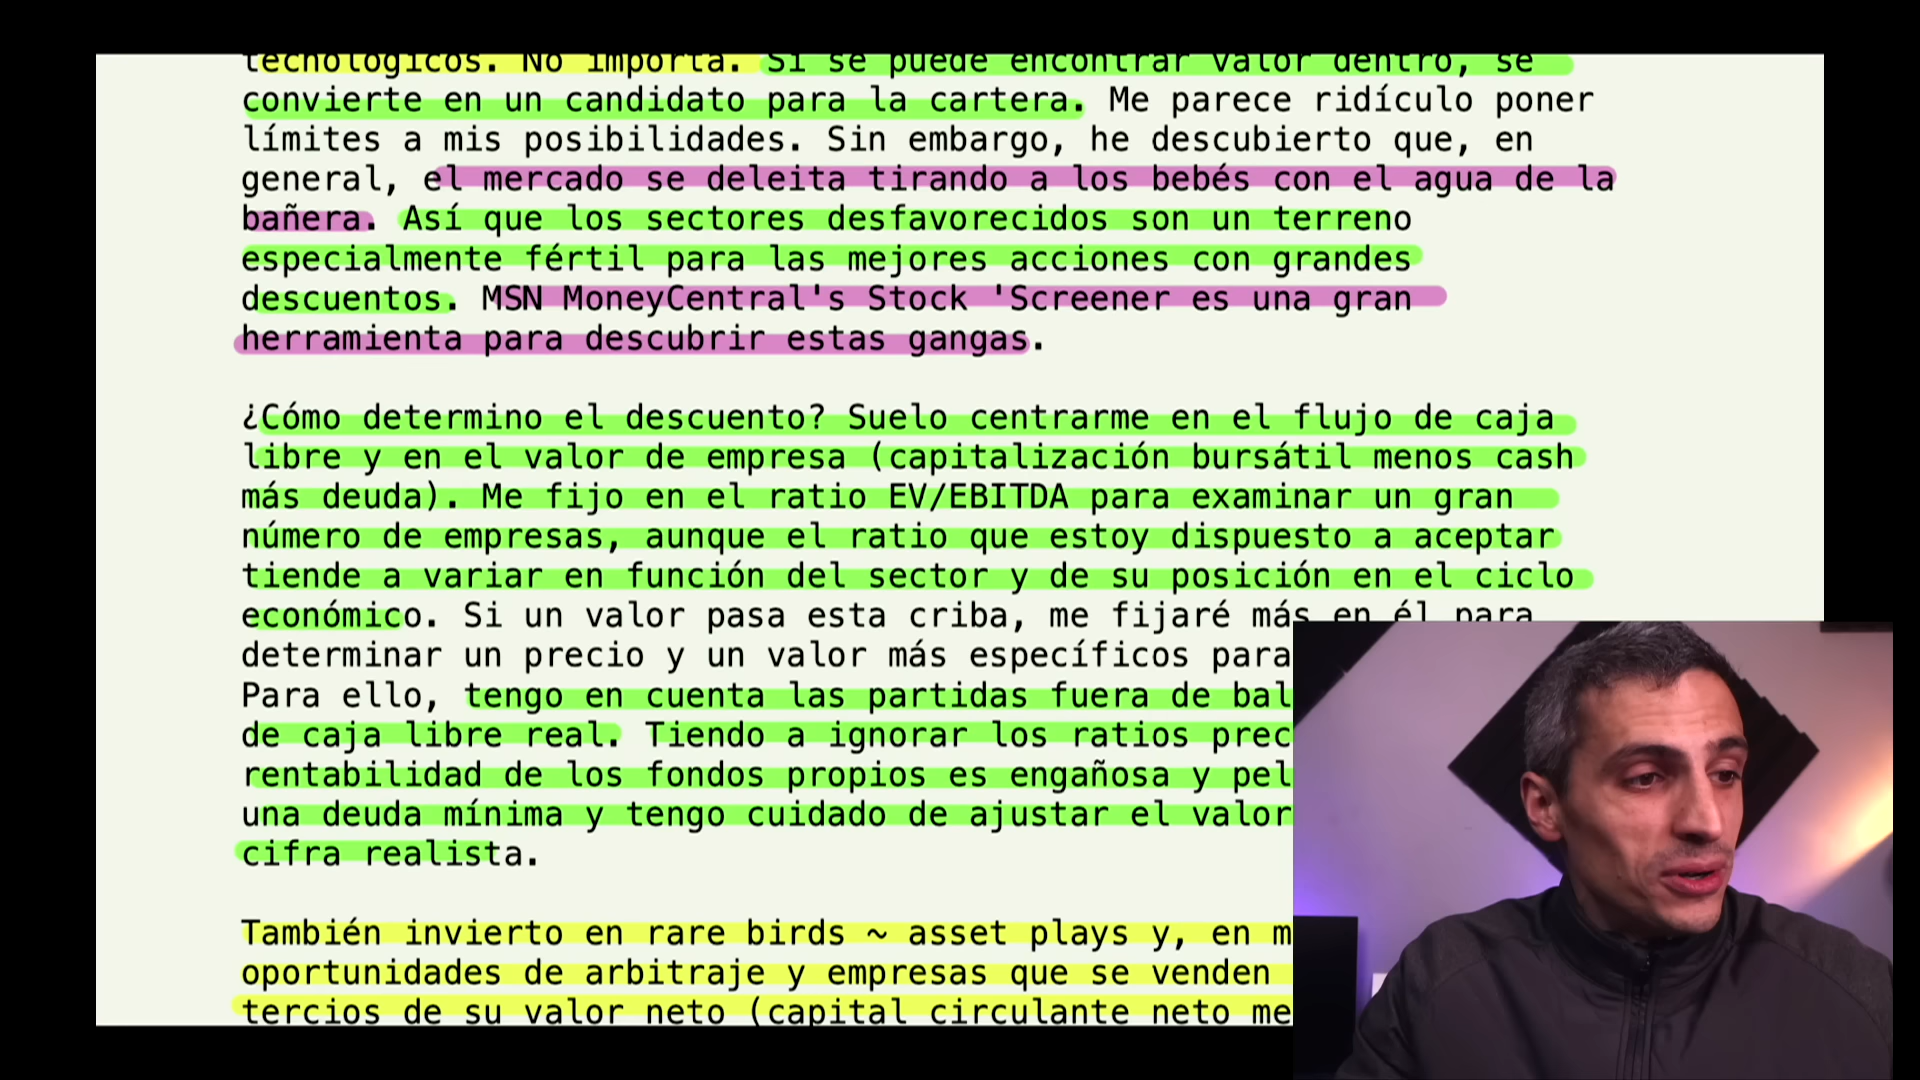 tecnológicos. No importa. Si se puede encontrar valor dentro, se
convierte en un candidato para la cartera. Me parece ridículo poner
límites a mis posibilidades. Sin embargo, he descubierto que, en
general, el mercado se deleita tirando a los bebés con el agua de la
bañera. Así que los sectores desfavorecidos son un terreno
especialmente fértil para las mejores acciones con grandes
descuentos. MSN MoneyCentral's Stock 'Screener es una gran
herramienta para descubrir estas gangas.
¿Cómo determino el descuento? Suelo centrarme en el flujo de caja
libre y en el valor de empresa (capitalización bursátil menos cash
más deuda). Me fijo en el ratio EV/EBITDA para examinar un gran
número de empresas, aunque el ratio que estoy dispuesto a aceptar
tiende a variar en función del sector y de su posición en el ciclo
económico. Si un valor pasa esta criba, me fijaré más en él para
determinar un precio y un valor más específicos para
Para ello, tengo en cuenta las partidas fuera de bal
de caja libre real. Tiendo a ignorar los ratios prec
rentabilidad de los fondos propios es engañosa y pel
una deuda mínima y tengo cuidado de ajustar el valor
cifra realista.
También invierto en rare birds ~ asset plays y, en m
oportunidades de arbitraje y empresas que se venden
tercios de su valor neto (capital circulante neto me